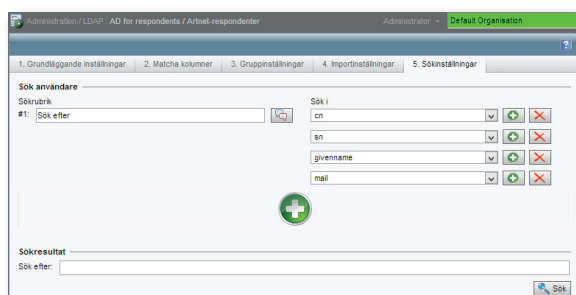 Administration / LDAP : AD for respondents / Artnet-respondenter
Administrator
Default Organisation
?
1. Grundläggande inställningar
2. Matcha kolumner
3. Gruppinställningar
4. Importinställningar
5. Sökinställningar
Sök användare
Sökrubrik
Sök i
#1: Sök efter
cn
sn
givenname
mail
Sökresultat
Sök efter:
Sök